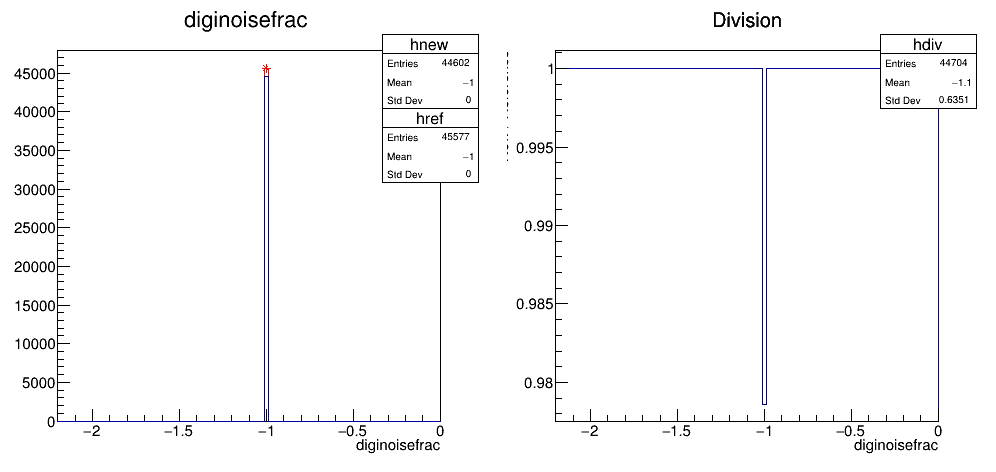 diginoisefrac
hnew
Entries 44602
Mean −1
Std Dev 0
href
Entries 45577
Mean −1
Std Dev 0
45000
40000
35000
30000
25000
20000
15000
10000
5000
0
−2 −1.5 −1 −0.5 0
diginoisefrac
Division
hdiv
Entries 44704
Mean −1.1
Std Dev 0.6351
1
0.995
0.99
0.985
0.98
−2 −1.5 −1 −0.5 0
diginoisefrac